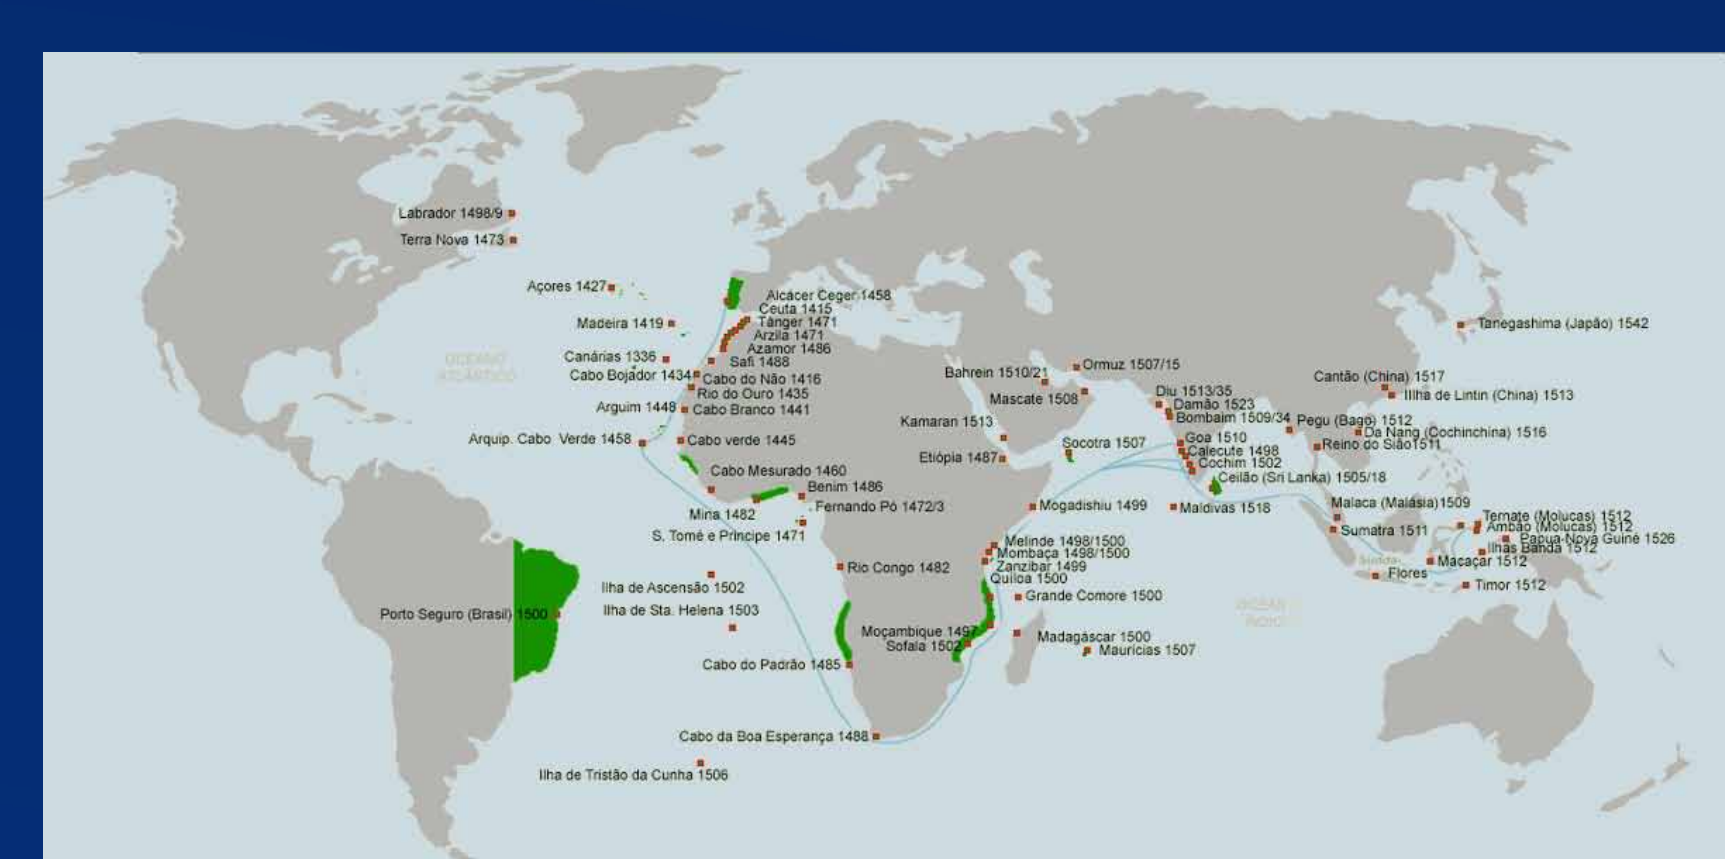 Labrador 1498/9
Terra Nova 1473
Açores 1427
Alcácer Ceger 1458
Ceuta 1415
Madeira 1419
Tânger 1471
Tanegashima (Japão) 1542
Arzila 1471
Azamor 1486
OCEANO
ATLÂNTICO
Canárias 1336
Safi 1488
Cabo Bojador 1434
Cabo do Não 1416
Rio do Ouro 1435
Arguim 1448
Cabo Branco 1441
Arquip. Cabo Verde 1458
Cabo verde 1445
Cabo Mesurado 1460
Benim 1486
Mina 1482
Fernando Pó 1472/3
S. Tomé e Principe 1471
Bahrein 1510/21
Ormuz 1507/15
Mascate 1508
Kamaran 1513
Etiópia 1487
Socotra 1507
Diu 1513/35
Damão 1523
Bombaim 1509/34
Goa 1510
Calecute 1498
Cochim 1502
Ceilão (Sri Lanka) 1505/18
Maldivas 1518
Cantão (China) 1517
Illha de Lintin (China) 1513
Pegu (Bago) 1512
Da Nang (Cochinchina) 1516
Reino do Sião1511
Malaca (Malásia)1509
Sumatra 1511
Ternate (Molucas) 1512
Ambão (Molucas) 1512
Papua-Nova Guiné 1526
Ilhas Banda 1512
Macaçar 1512
Flores
Timor 1512
Mogadishiu 1499
Melinde 1498/1500
Mombaça 1498/1500
Zanzibar 1499
Quiloa 1500
Grande Comore 1500
Rio Congo 1482
Ilha de Ascensão 1502
Ilha de Sta. Helena 1503
Porto Seguro (Brasil) 1500
Moçambique 1497
Sofala 1502
Madagáscar 1500
Maurícias 1507
Cabo do Padrão 1485
Cabo da Boa Esperança 1488
Ilha de Tristão da Cunha 1506